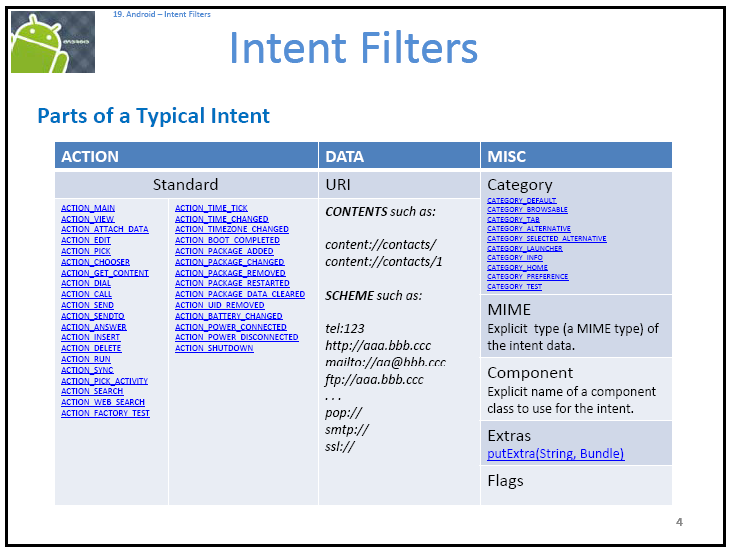 19. Android – Intent Filters
ANDROID
Intent Filters
Parts of a Typical Intent
ACTION
DATA
MISC
Standard
URI
Category
ACTION_MAIN
ACTION_VIEW
ACTION_ATTACH_DATA
ACTION_EDIT
ACTION_PICK
ACTION_CHOOSER
ACTION_GET_CONTENT
ACTION_DIAL
ACTION_CALL
ACTION_SEND
ACTION_SENDTO
ACTION_ANSWER
ACTION_INSERT
ACTION_DELETE
ACTION_RUN
ACTION_SYNC
ACTION_PICK_ACTIVITY
ACTION_SEARCH
ACTION_WEB_SEARCH
ACTION_FACTORY_TEST
ACTION_TIME_TICK
ACTION_TIME_CHANGED
ACTION_TIMEZONE_CHANGED
ACTION_BOOT_COMPLETED
ACTION_PACKAGE_ADDED
ACTION_PACKAGE_CHANGED
ACTION_PACKAGE_REMOVED
ACTION_PACKAGE_RESTARTED
ACTION_PACKAGE_DATA_CLEARED
ACTION_UID_REMOVED
ACTION_BATTERY_CHANGED
ACTION_POWER_CONNECTED
ACTION_POWER_DISCONNECTED
ACTION_SHUTDOWN
CONTENTS such as:
content://contacts/
content://contacts/1
SCHEME such as:
tel:123
http://aaa.bbb.ccc
mailto://aa@bbb.ccc
ftp://aaa.bbb.ccc
. . .
pop://
smtp://
ssl://
CATEGORY_DEFAULT
CATEGORY_BROWSABLE
CATEGORY_TAB
CATEGORY_ALTERNATIVE
CATEGORY_SELECTED_ALTERNATIVE
CATEGORY_LAUNCHER
CATEGORY_INFO
CATEGORY_HOME
CATEGORY_PREFERENCE
CATEGORY_TEST
MIME
Explicit type (a MIME type) of
the intent data.
Component
Explicit name of a component
class to use for the intent.
Extras
putExtra(String, Bundle)
Flags
4